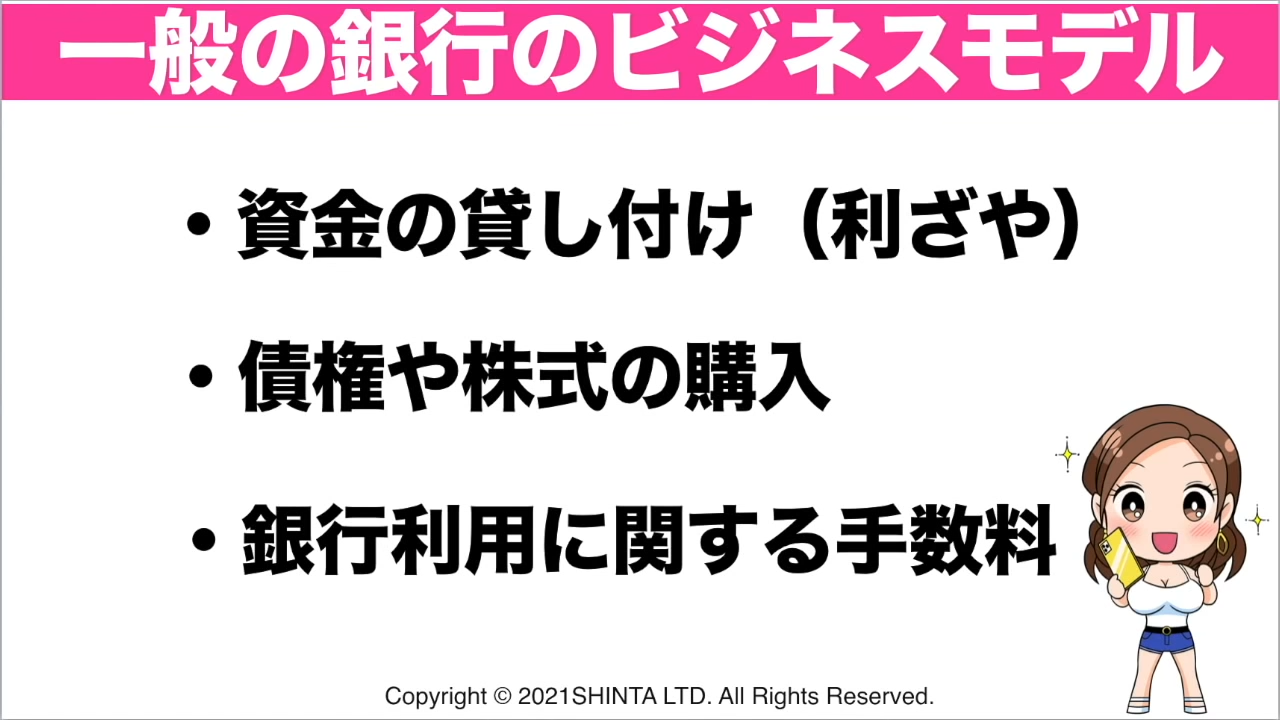 一般の銀行のビジネスモデル
・資金の貸し付け（利ざや）
・債権や株式の購入
・銀行利用に関する手数料
Copyright © 2021SHINTA LTD. All Rights Reserved.